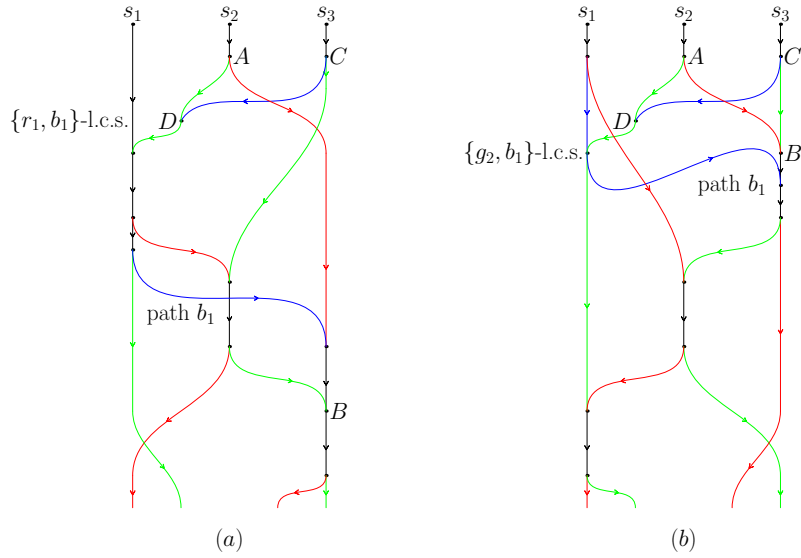 s₁ s₂ s₃
A C
{r₁, b₁}-l.c.s. D
path b₁
B
(a)
s₁ s₂ s₃
A C
D
{g₂, b₁}-l.c.s. B
path b₁
(b)